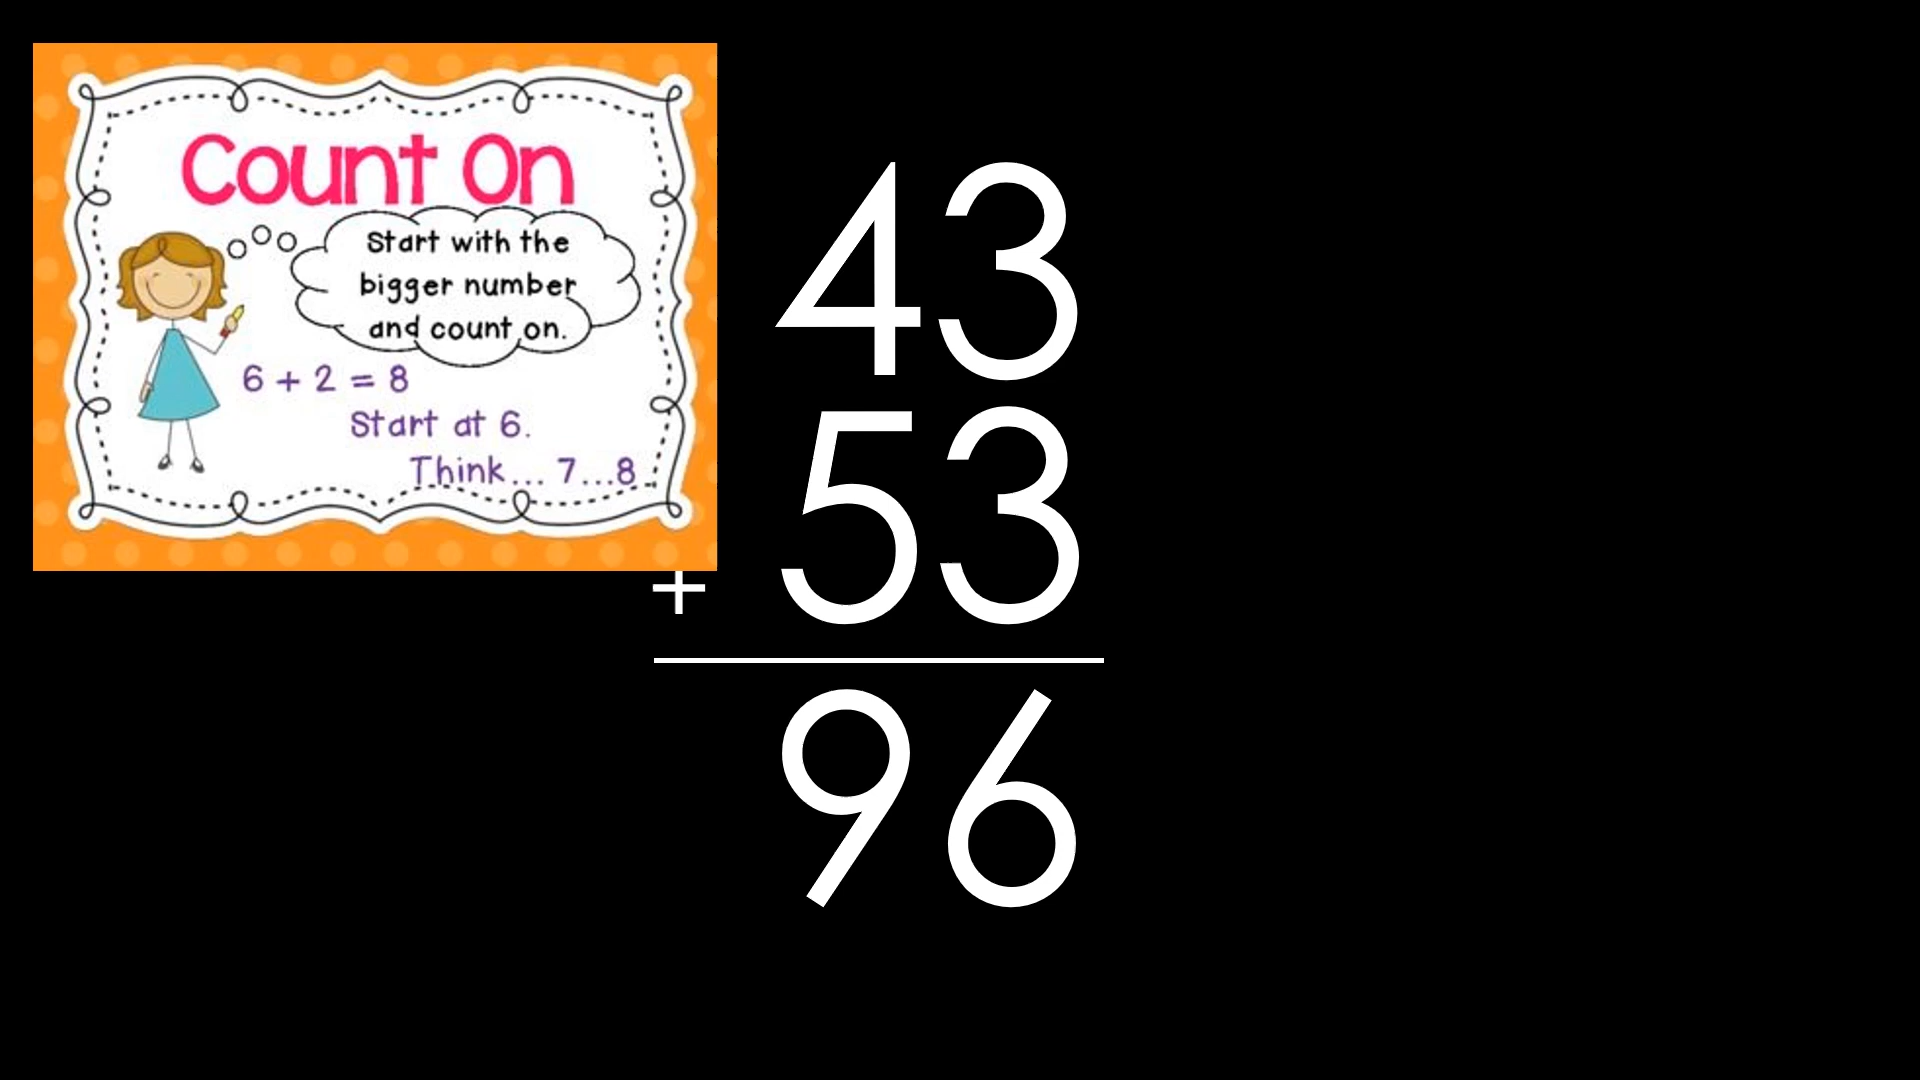 Count On
Start with the
bigger number
and count on.
6 + 2 = 8
Start at 6.
Think... 7...8
43
53
+
96